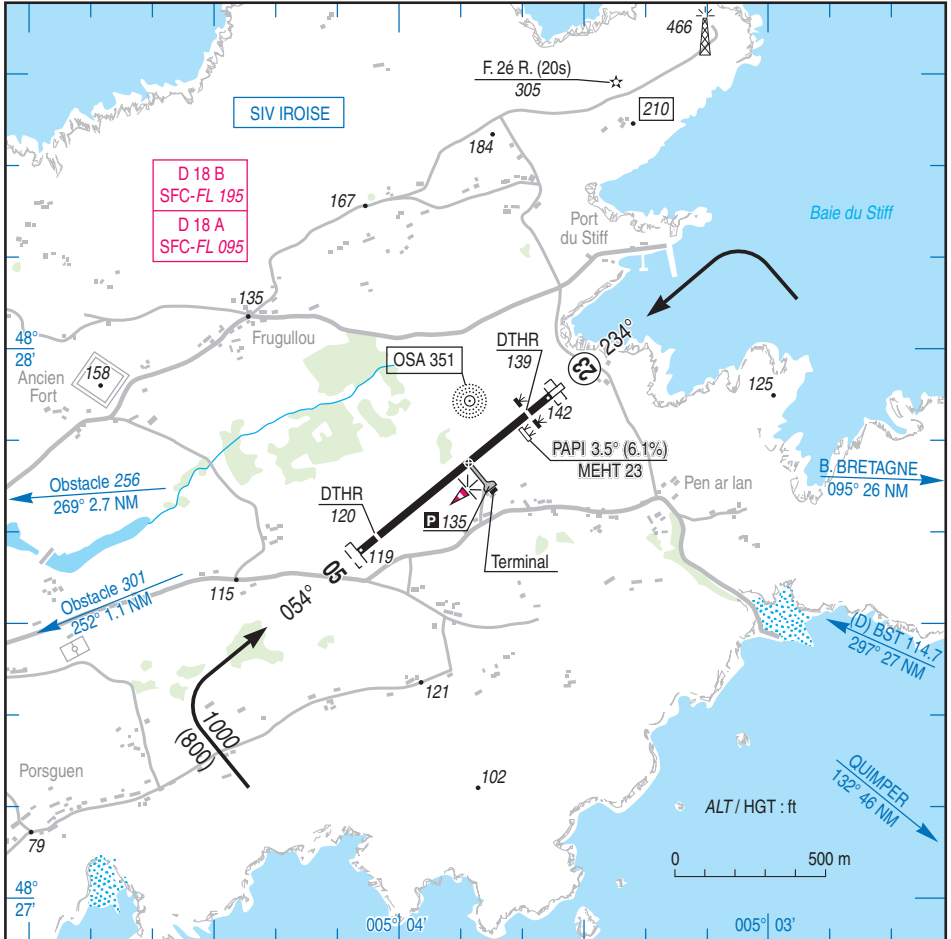 466
F. 2é R. (20s)
305
SIV IROISE
210
184
D 18 B
SFC-FL 195
D 18 A
SFC-FL 095
167
Baie du Stiff
Port
du Stiff
135
Frugullou
48°
28'
234°
23
DTHR
139
OSA 351
Ancien
Fort
158
125
142
PAPI 3.5° (6.1%)
MEHT 23
B. BRETAGNE
095° 26 NM
Obstacle 256
269° 2.7 NM
Pen ar lan
DTHR
120
P 135
119
Terminal
05
054°
115
Obstacle 301
252° 1.1 NM
(D) BST 114.7
297° 27 NM
121
1000
(800)
Porsguen
102
QUIMPER
132° 46 NM
ALT / HGT : ft
79
0 500 m
48°
27'
005° 04'
005° 03'